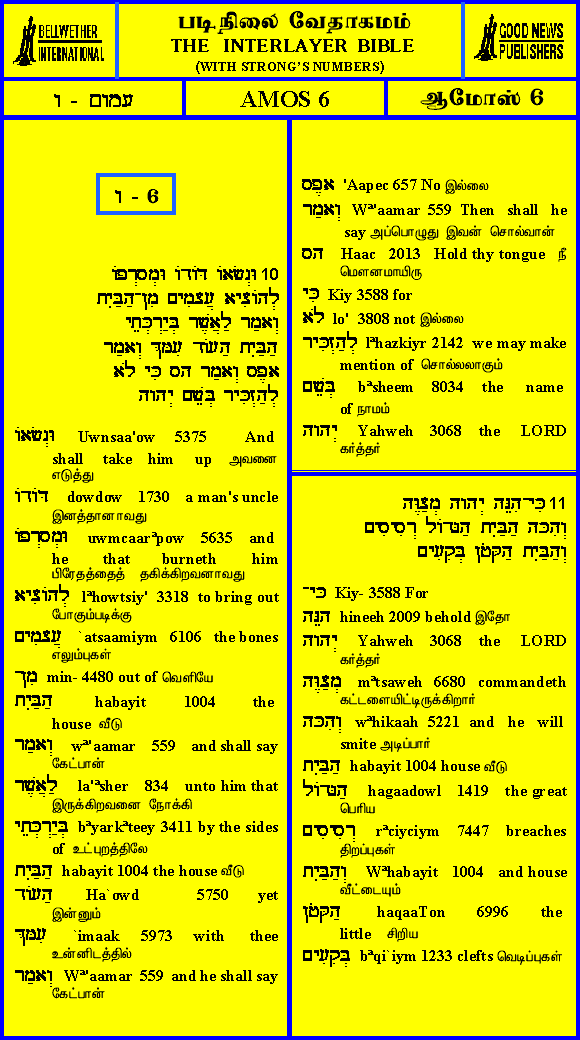 BELLWETHER
INTERNATIONAL
படிநிலை வேதாகமம்
THE INTERLAYER BIBLE
(WITH STRONG'S NUMBERS)
GOOD NEWS
PUBLISHERS
עמוס - ו
AMOS 6
ஆமோஸ் 6
ו - 6
10 וּנְשָׂאוֹ דּוֹדוֹ וּמְסָרְפוֹ
לְהוֹצִיא עֲצָמִים מִן־הַבַּיִת
וְאָמַר לַאֲשֶׁר בְּיַרְכְּתֵי
הַבַּיִת הַעוֹד עִמָּךְ וְאָמַר
אָפֶס וְאָמַר הָס כִּי לֹא
לְהַזְכִּיר בְּשֵׁם יְהוָה
וּנְשָׂאוֹ Uwnsaa'ow 5375 And
shall take him up அவனை
எடுத்து
דּוֹדוֹ dowdow 1730 a man's uncle
இனத்தானாவது
וּמְסָרְפוֹ uwmcaarᵊpow 5635 and
he that burneth him
பிரேதத்தைத் தகிக்கிறவனாவது
לְהוֹצִיא lᵊhowtsiy' 3318 to bring out
போகும்படிக்கு
עֲצָמִים `atsaamiym 6106 the bones
எலும்புகள்
מִן min- 4480 out of வெளியே
הַבַּיִת habayit 1004 the
house வீடு
וְאָמַר wᵊ'aamar 559 and shall say
கேட்பான்
לַאֲשֶׁר la'ᵃsher 834 unto him that
இருக்கிறவனை நோக்கி
בְּיַרְכְּתֵי bᵊyarkᵊteey 3411 by the sides
of உட்புறத்திலே
הַבַּיִת habayit 1004 the house வீடு
הַעוֹד Ha`owd 5750 yet
இன்னும்
עִמָּךְ `imaak 5973 with thee
உன்னிடத்தில்
וְאָמַר Wᵊ'aamar 559 and he shall say
கேட்பான்
אָפֶס 'Aapec 657 No இல்லை
וְאָמַר Wᵊ'aamar 559 Then shall he
say அப்பொழுது இவன் சொல்வான்
הָס Haac 2013 Hold thy tongue நீ
மௌனமாயிரு
כִּי Kiy 3588 for
לֹא lo' 3808 not இல்லை
לְהַזְכִּיר lᵊhazkiyr 2142 we may make
mention of சொல்லலாகும்
בְּשֵׁם bᵊsheem 8034 the name
of நாமம்
יְהוָה Yahweh 3068 the LORD
கர்த்தர்
11 כִּי־הִנֵּה יְהוָה מְצַוֶּה
וְהִכָּה הַבַּיִת הַגָּדוֹל רְסִיסִים
וְהַבַּיִת הַקָּטֹן בְּקִעִים
כִּי־ Kiy- 3588 For
הִנֵּה hineeh 2009 behold இதோ
יְהוָה Yahweh 3068 the LORD
கர்த்தர்
מְצַוֶּה mᵊtsaweh 6680 commandeth
கட்டளையிட்டிருக்கிறார்
וְהִכָּה wᵊhikaah 5221 and he will
smite அடிப்பார்
הַבַּיִת habayit 1004 house வீடு
הַגָּדוֹל hagaadowl 1419 the great
பெரிய
רְסִיסִים rᵊciyciym 7447 breaches
திறப்புகள்
וְהַבַּיִת Wᵊhabayit 1004 and house
வீட்டையும்
הַקָּטֹן haqaaTon 6996 the
little சிறிய
בְּקִעִים bᵊqi`iym 1233 clefts வெடிப்புகள்